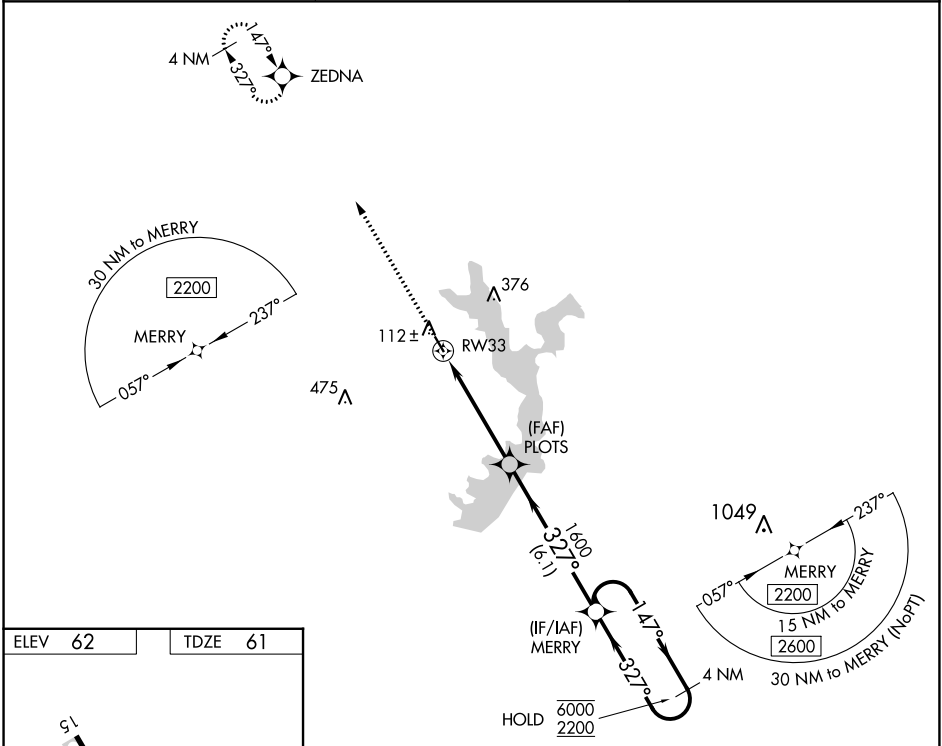 4 NM
147°
327°
ZEDNA
30 NM to MERRY
2200
MERRY
237°
057°
376
112±
RW33
475
(FAF)
PLOTS
1600
327°
(6.1)
1049
237°
057°
MERRY
2200
15 NM to MERRY
2600
30 NM to MERRY (NoPT)
(IF/IAF)
MERRY
147°
327°
4 NM
HOLD
6000
2200
ELEV 62
TDZE 61
15